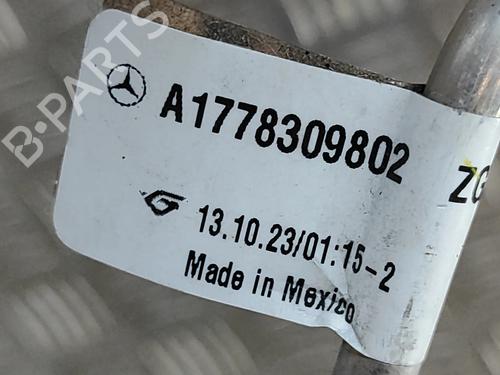 B-PARTS
A1778309802
ZG
13.10.23/01:15-2
Made in Mexico